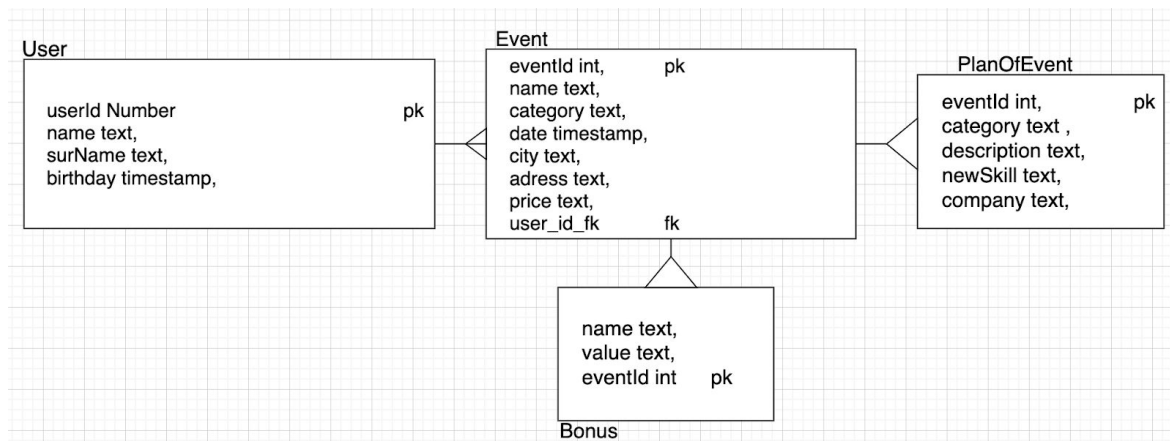 User
userId Number pk
name text,
surName text,
birthday timestamp,
Event
eventId int, pk
name text,
category text,
date timestamp,
city text,
adress text,
price text,
user_id_fk fk
PlanOfEvent
eventId int, pk
category text ,
description text,
newSkill text,
company text,
name text,
value text,
eventId int pk
Bonus